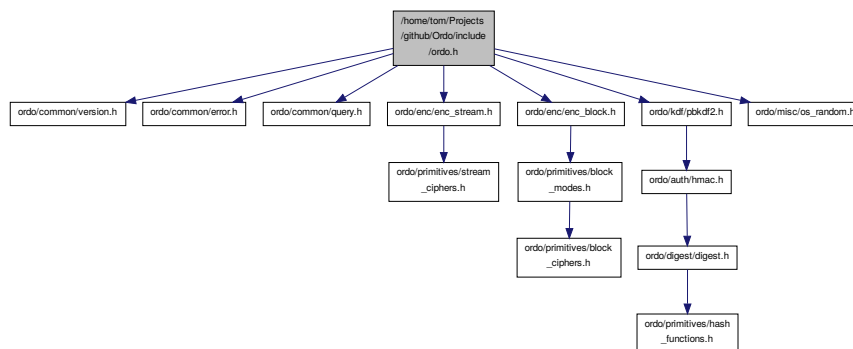 /home/tom/Projects
/github/Ordo/include
/ordo.h
ordo/common/version.h
ordo/common/error.h
ordo/common/query.h
ordo/enc/enc_stream.h
ordo/enc/enc_block.h
ordo/kdf/pbkdf2.h
ordo/misc/os_random.h
ordo/primitives/stream
_ciphers.h
ordo/primitives/block
_modes.h
ordo/auth/hmac.h
ordo/primitives/block
_ciphers.h
ordo/digest/digest.h
ordo/primitives/hash
_functions.h